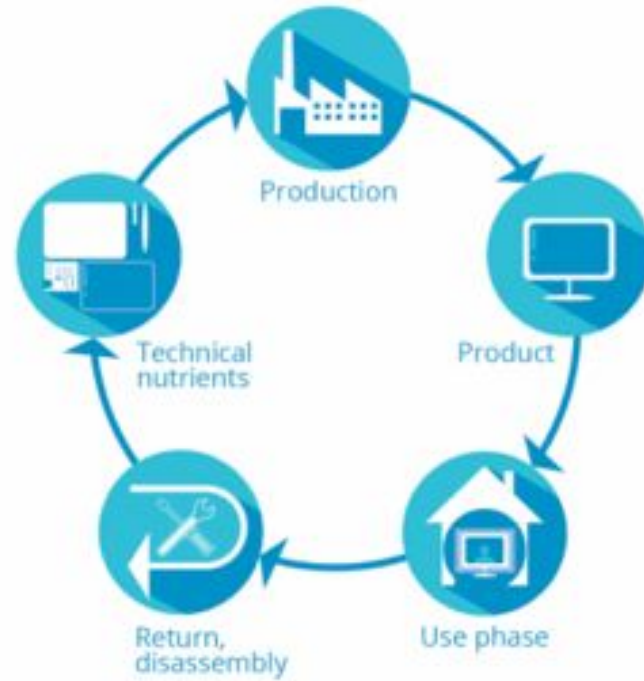 Production
Product
Use phase
Return,
disassembly
Technical
nutrients